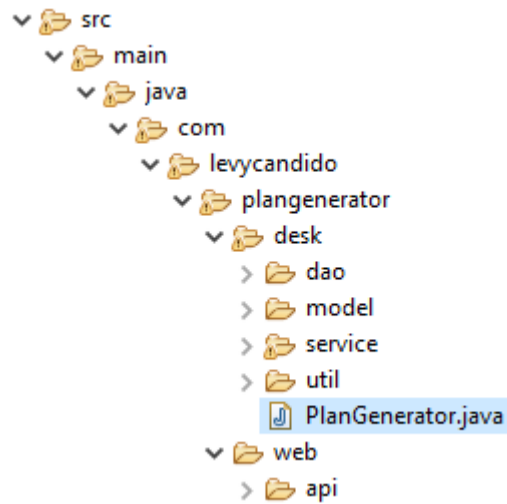 src
main
java
com
levycandido
plangenerator
desk
dao
model
service
util
PlanGenerator.java
web
api